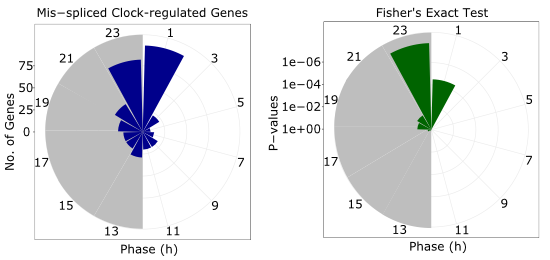 Mis−spliced Clock-regulated Genes
23
1
21
3
19
5
17
7
15
9
13
11
75
50
25
0
No. of Genes
Phase (h)
Fisher's Exact Test
23
1
21
3
19
5
17
7
15
9
13
11
1e−06
1e−04
1e−02
1e+00
P−values
Phase (h)